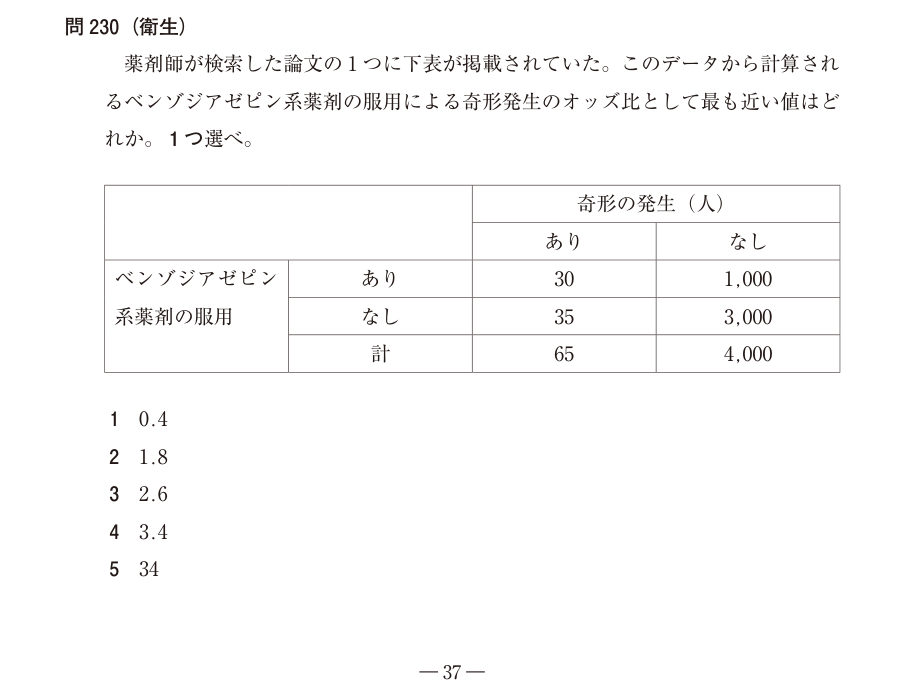 問 230（衛生）
薬剤師が検索した論文の１つに下表が掲載されていた。このデータから計算され
るベンゾジアゼピン系薬剤の服用による奇形発生のオッズ比として最も近い値はど
れか。１つ選べ。
奇形の発生（人）
あり なし
ベンゾジアゼピン あり 30 1,000
系薬剤の服用 なし 35 3,000
計 65 4,000
1 0.4
2 1.8
3 2.6
4 3.4
5 34
― 37 ―